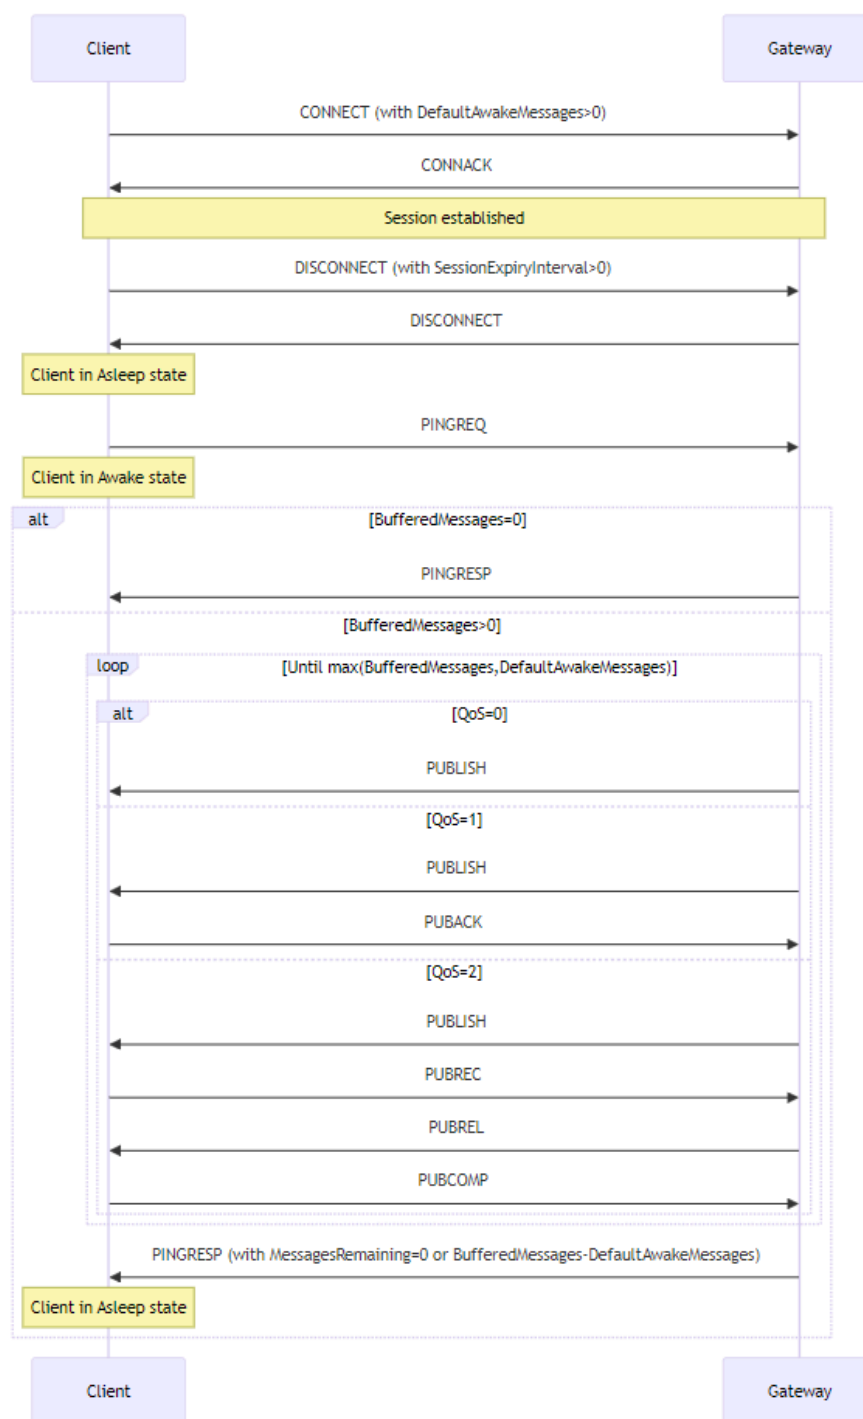 Client
Gateway
CONNECT (with DefaultAwakeMessages>0)
CONNACK
Session established
DISCONNECT (with SessionExpiryInterval>0)
DISCONNECT
Client in Asleep state
PINGREQ
Client in Awake state
alt
[BufferedMessages=0]
PINGRESP
[BufferedMessages>0]
loop
[Until max(BufferedMessages,DefaultAwakeMessages)]
alt
[QoS=0]
PUBLISH
[QoS=1]
PUBLISH
PUBACK
[QoS=2]
PUBLISH
PUBREC
PUBREL
PUBCOMP
PINGRESP (with MessagesRemaining=0 or BufferedMessages-DefaultAwakeMessages)
Client in Asleep state
Client
Gateway